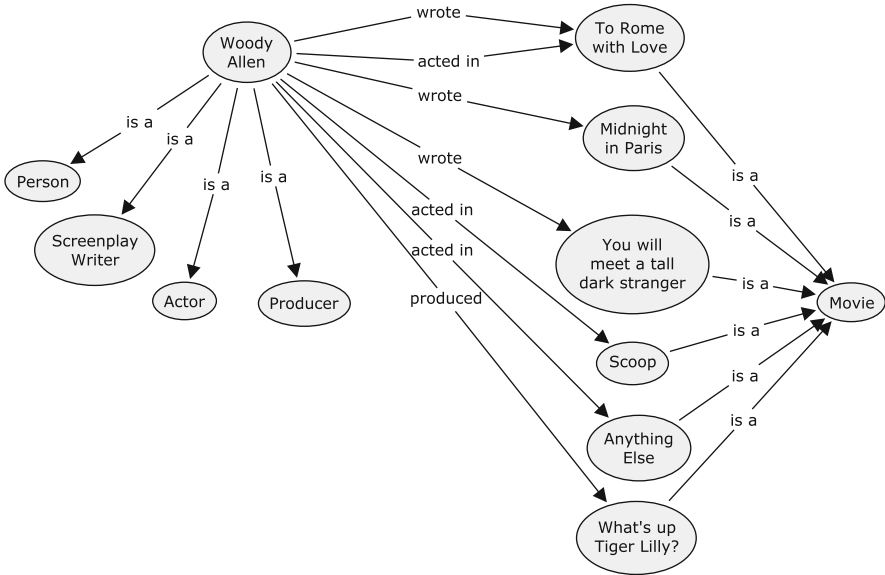 wrote
To Rome
with Love
Woody
Allen
acted in
wrote
is a
Midnight
in Paris
is a
wrote
is a
Person
is a
is a
acted in
is a
Screenplay
Writer
acted in
You will
meet a tall
dark stranger
is a
Actor
Producer
produced
Movie
is a
Scoop
is a
is a
Anything
Else
What's up
Tiger Lilly?